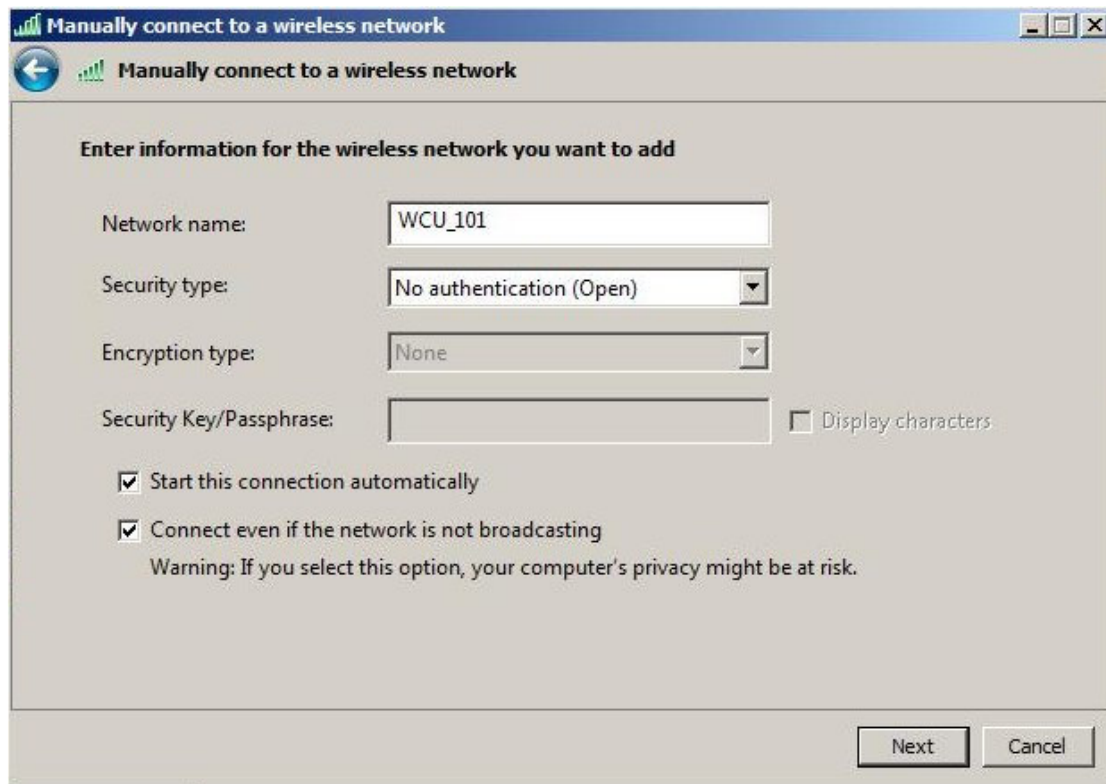 Manually connect to a wireless network
Manually connect to a wireless network
Enter information for the wireless network you want to add
Network name: WCU_101
Security type: No authentication (Open)
Encryption type: None
Security Key/Passphrase: Display characters
Start this connection automatically
Connect even if the network is not broadcasting
Warning: If you select this option, your computer's privacy might be at risk.
Next Cancel